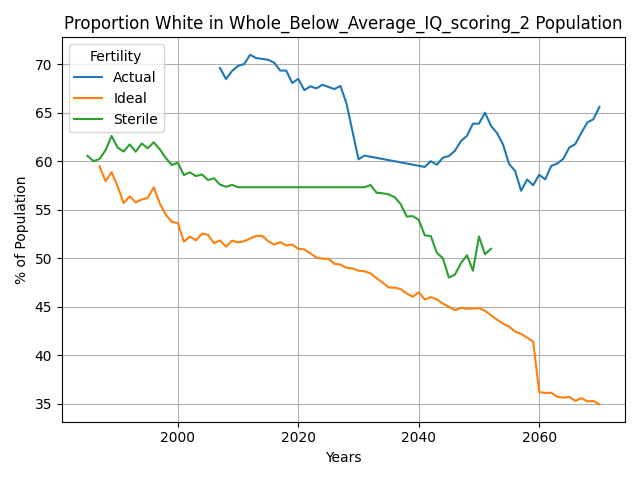 Proportion White in Whole_Below_Average_IQ_scoring_2 Population
Fertility
Actual
Ideal
Sterile
% of Population
70
65
60
55
50
45
40
35
2000
2020
2040
2060
Years